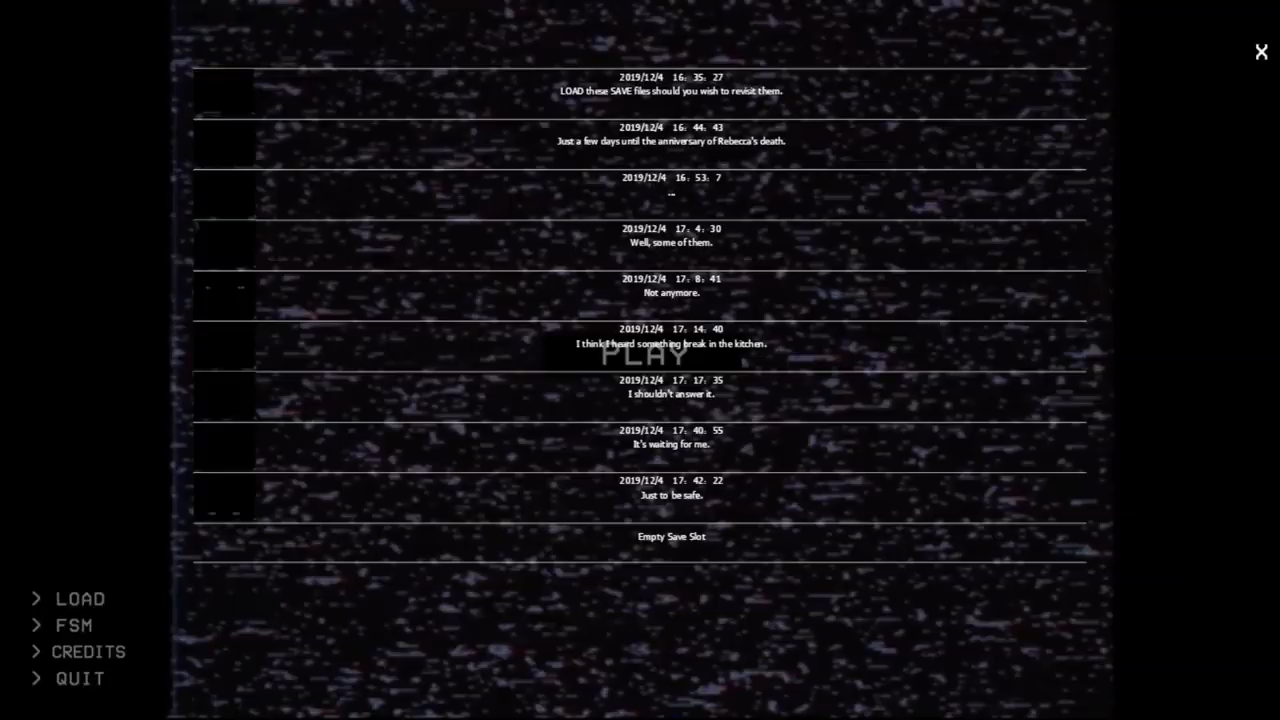 X
2019/12/4 16: 35: 27
LOAD these SAVE files should you wish to revisit them.
2019/12/4 16: 44: 43
Just a few days until the anniversary of Rebecca's death.
2019/12/4 16: 53: 7
...
2019/12/4 17: 4: 30
Well, some of them.
2019/12/4 17: 8: 41
Not anymore.
2019/12/4 17: 14: 40
I think I heard something break in the kitchen.
PLAY
2019/12/4 17: 17: 35
I shouldn't answer it.
2019/12/4 17: 40: 55
It's waiting for me.
2019/12/4 17: 42: 22
Just to be safe.
Empty Save Slot
> LOAD
> FSM
> CREDITS
> QUIT